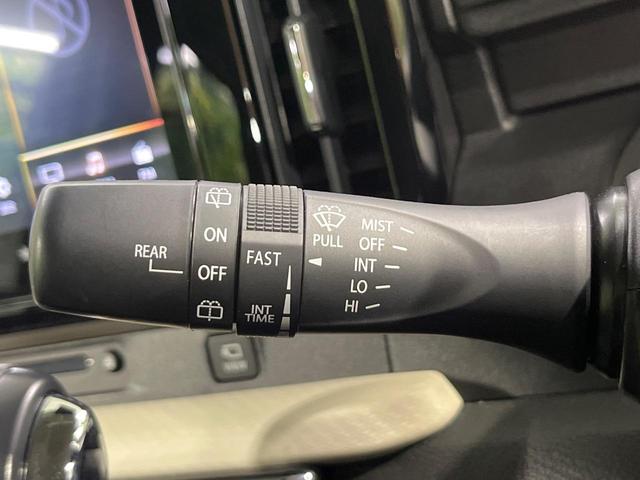 REAR
ON
OFF
FAST
INT
TIME
PULL
MIST
OFF
INT
LO
HI